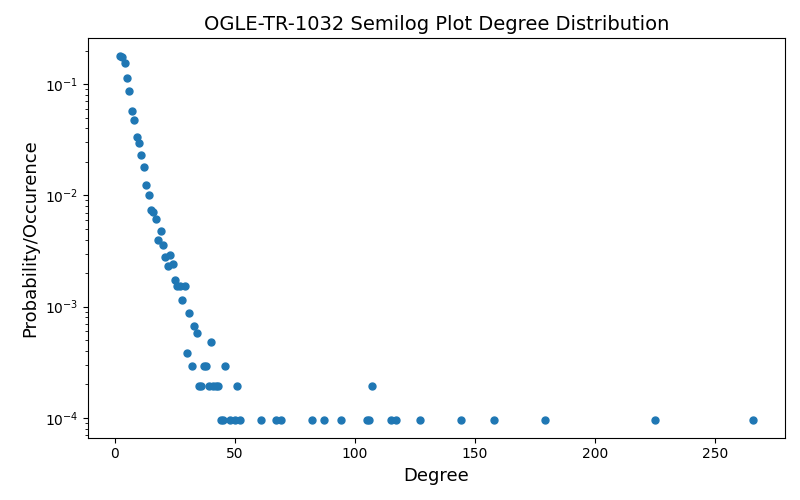 OGLE-TR-1032 Semilog Plot Degree Distribution
Probability/Occurence
10⁻¹
10⁻²
10⁻³
10⁻⁴
0 50 100 150 200 250
Degree